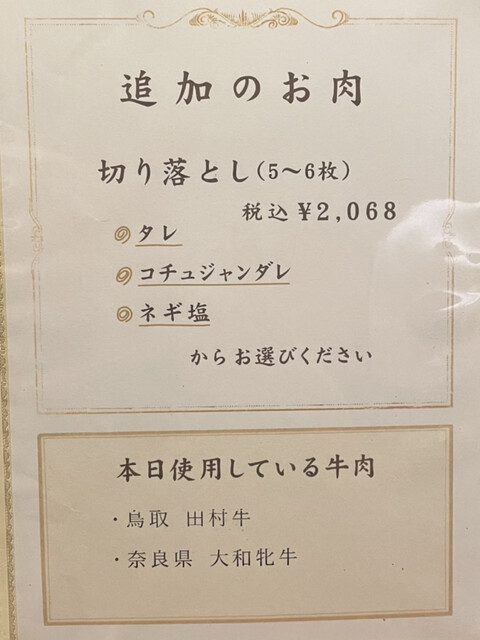 追加のお肉
切り落とし(5〜6枚)
税込 ¥2,068
タレ
コチュジャンダレ
ネギ塩
からお選びください
本日使用している牛肉
・鳥取 田村牛
・奈良県 大和牝牛